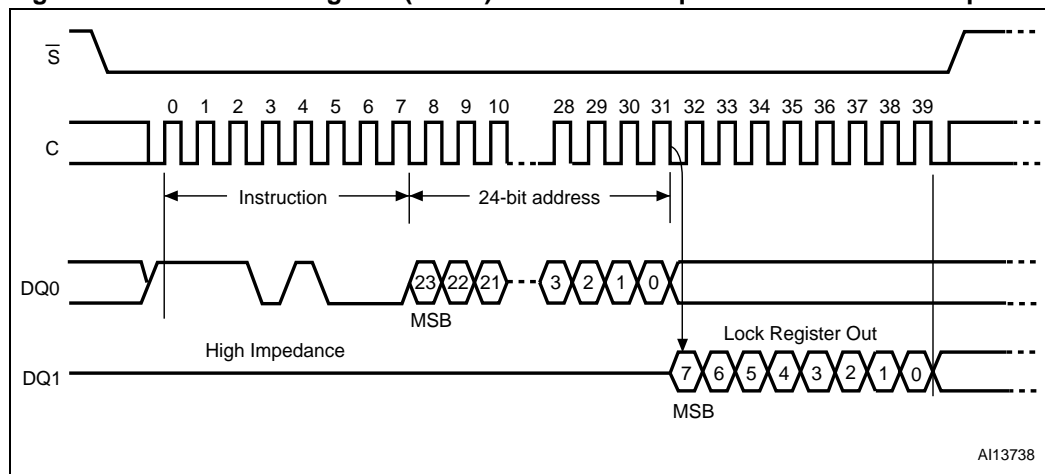 S
0 1 2 3 4 5 6 7 8 9 10 28 29 30 31 32 33 34 35 36 37 38 39
C
Instruction 24-bit address
DQ0 23 22 21 3 2 1 0
MSB
High Impedance Lock Register Out
DQ1 7 6 5 4 3 2 1 0
MSB
AI13738